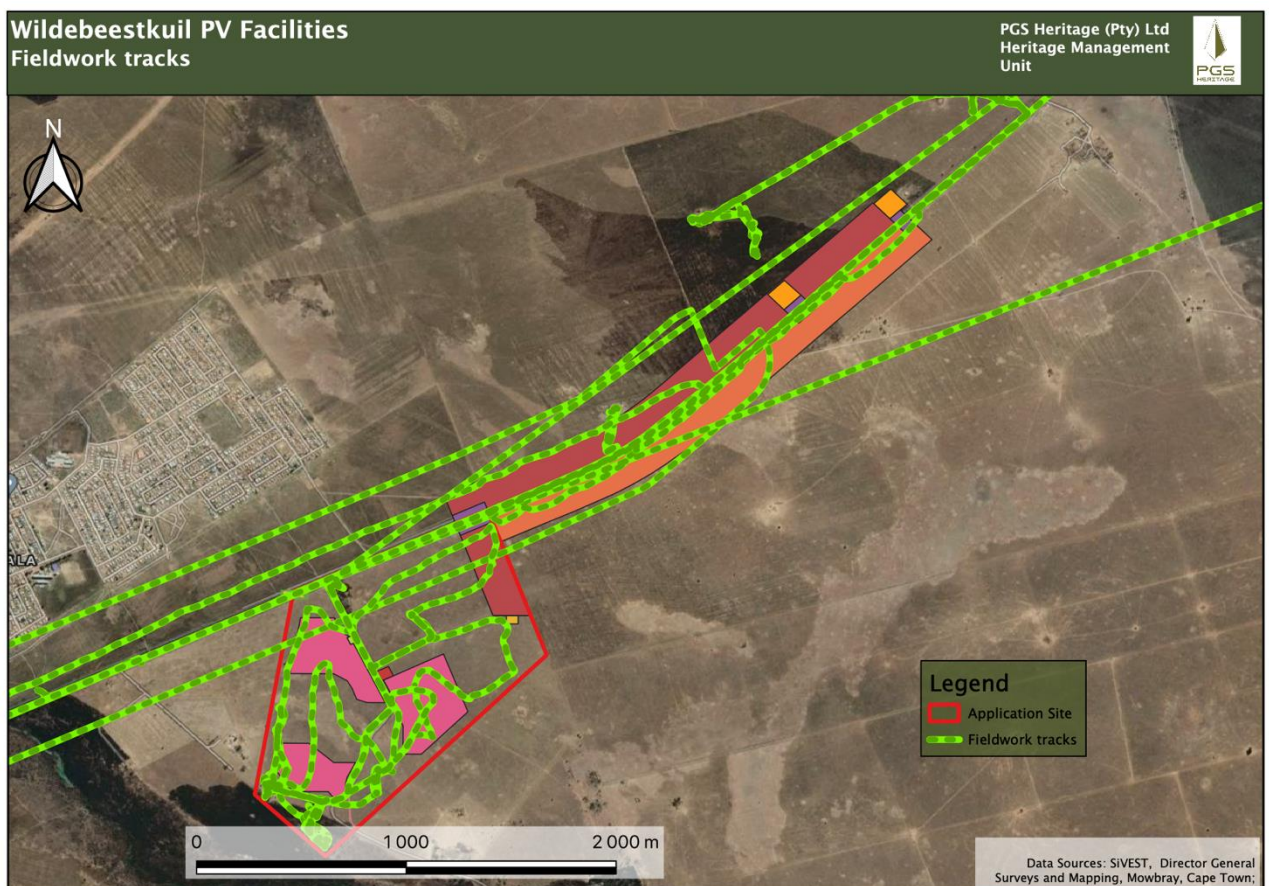 Wildebeestkuil PV Facilities
Fieldwork tracks
PGS Heritage (Pty) Ltd
Heritage Management
Unit
PGS
HERITAGE
N
ALA
Legend
Application Site
Fieldwork tracks
0 1 000 2 000 m
Data Sources: SiVEST, Director General
Surveys and Mapping, Mowbray, Cape Town;